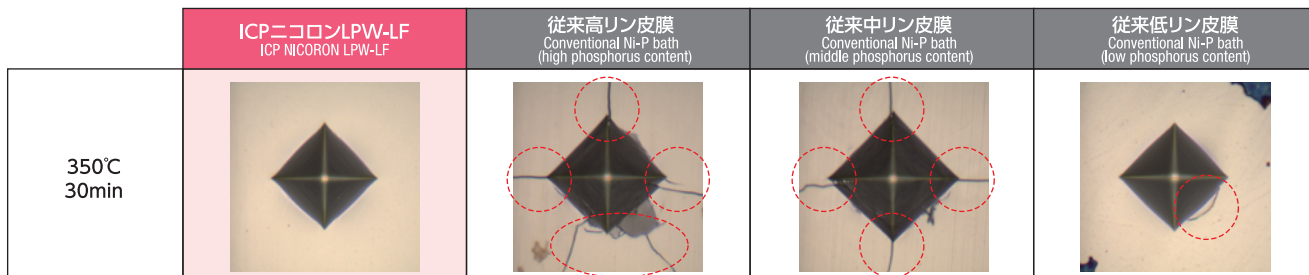 ICPニコロンLPW-LF
ICP NICORON LPW-LF
従来高リン皮膜
Conventional Ni-P bath
(high phosphorus content)
従来中リン皮膜
Conventional Ni-P bath
(middle phosphorus content)
従来低リン皮膜
Conventional Ni-P bath
(low phosphorus content)
350℃
30min